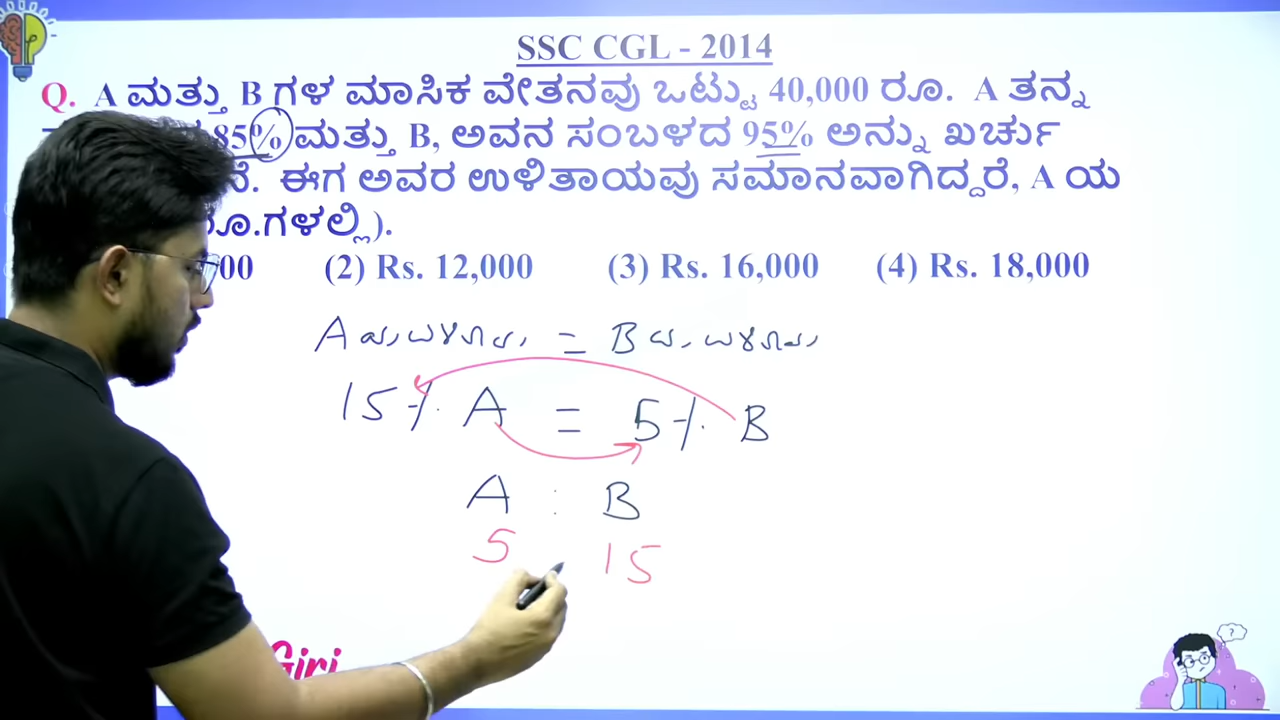 SSC CGL - 2014
Q. A ಮತ್ತು B ಗಳ ಮಾಸಿಕ ವೇತನವು ಒಟ್ಟು 40,000 ರೂ. A ತನ್ನ
85% ಮತ್ತು B, ಅವನ ಸಂಬಳದ 95% ಅನ್ನು ಖರ್ಚು
ಈಗ ಅವರ ಉಳಿತಾಯವು ಸಮಾನವಾಗಿದ್ದರೆ, A ಯ
ರೂ.ಗಳಲ್ಲಿ).
00 (2) Rs. 12,000 (3) Rs. 16,000 (4) Rs. 18,000
A = B
15% A = 5% B
A : B
5 15
Giri
?